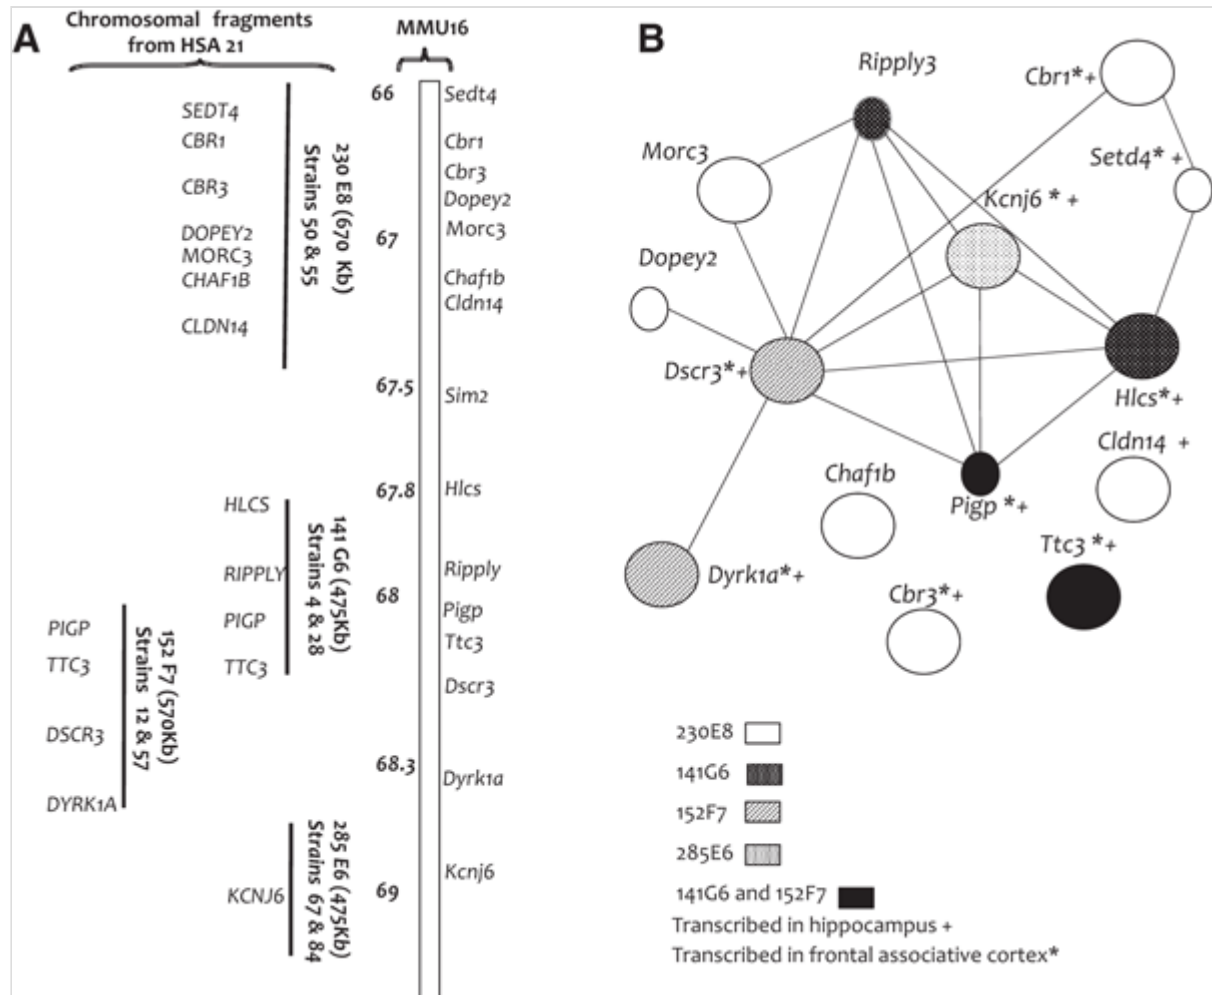 A
Chromosomal fragments
from HSA 21
MMU16
SEDT4
CBR1
CBR3
DOPEY2
MORC3
CHAF1B
CLDN14
230 E8 (670 Kb)
Strains 50 & 55
HLCS
RIPPLY
PIGP
TTC3
141 G6 (475Kb)
Strains 4 & 28
PIGP
TTC3
DSCR3
DYRK1A
152 F7 (570Kb)
Strains 12 & 57
KCNJ6
285 E6 (475Kb)
Strains 67 & 84
66
67
67.5
67.8
68
68.3
69
Sedt4
Cbr1
Cbr3
Dopey2
Morc3
Chaf1b
Cldn14
Sim2
Hlcs
Ripply
Pigp
Ttc3
Dscr3
Dyrk1a
Kcnj6
B
Ripply3
Cbr1*+
Morc3
Setd4* +
Kcnj6 * +
Dopey2
Dscr3*+
Hlcs*+
Cldn14 +
Chaf1b
Pigp *+
Ttc3 *+
Dyrk1a*+
Cbr3*+
230E8
141G6
152F7
285E6
141G6 and 152F7
Transcribed in hippocampus +
Transcribed in frontal associative cortex*